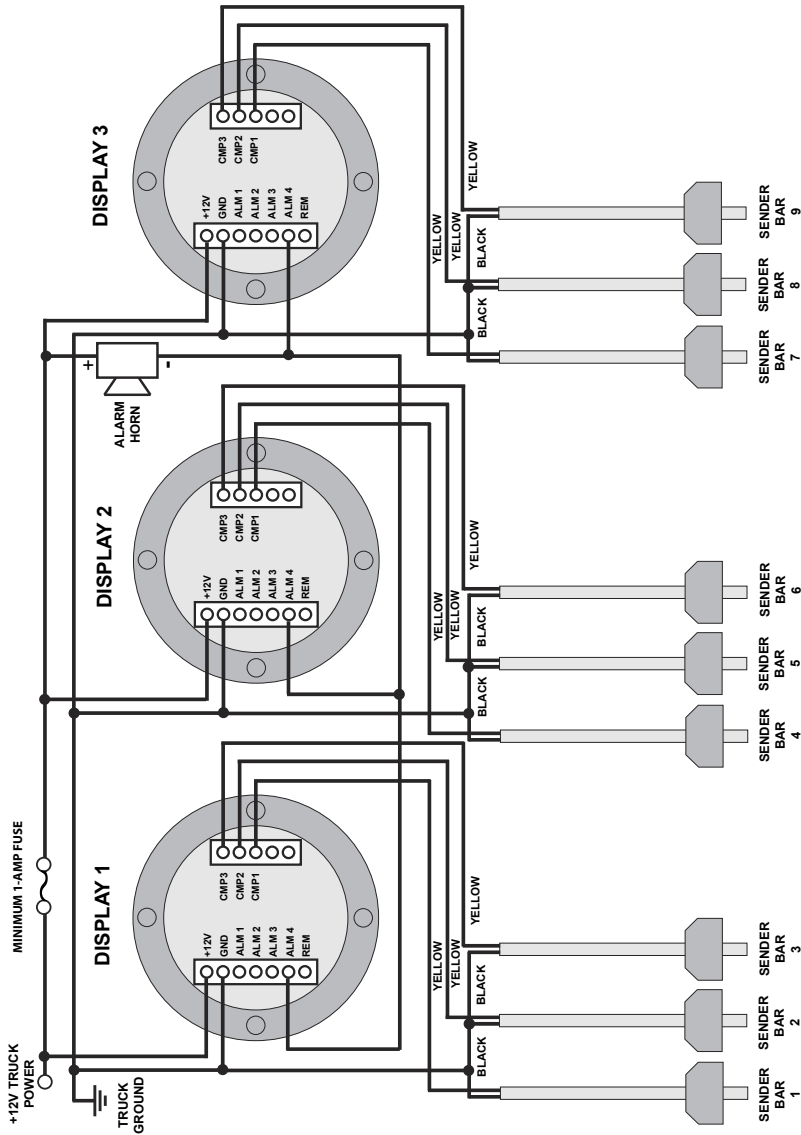 +12V TRUCK
POWER
MINIMUM 1-AMP FUSE
TRUCK
GROUND
DISPLAY 1
+12V
GND
ALM 1
ALM 2
ALM 3
ALM 4
REM
CMP3
CMP2
CMP1
YELLOW
YELLOW
YELLOW
BLACK
BLACK
SENDER
BAR
1
SENDER
BAR
2
SENDER
BAR
3
DISPLAY 2
+12V
GND
ALM 1
ALM 2
ALM 3
ALM 4
REM
CMP3
CMP2
CMP1
YELLOW
YELLOW
YELLOW
BLACK
BLACK
SENDER
BAR
4
SENDER
BAR
5
SENDER
BAR
6
ALARM
HORN
+
-
DISPLAY 3
+12V
GND
ALM 1
ALM 2
ALM 3
ALM 4
REM
CMP3
CMP2
CMP1
YELLOW
YELLOW
YELLOW
BLACK
BLACK
SENDER
BAR
7
SENDER
BAR
8
SENDER
BAR
9